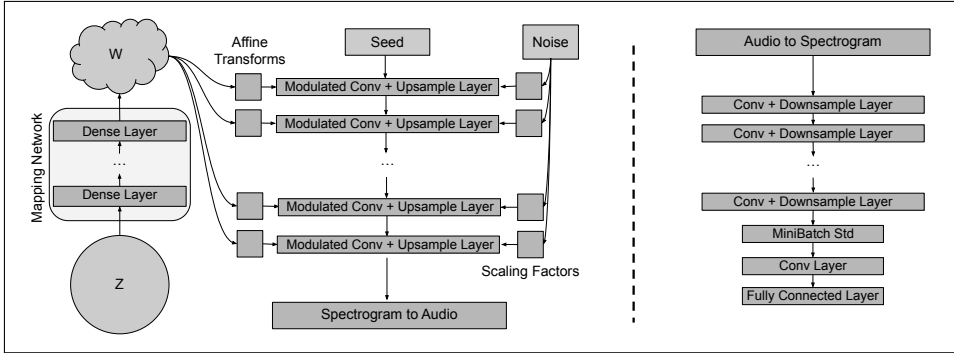 W
Affine
Transforms
Seed
Noise
Modulated Conv + Upsample Layer
Modulated Conv + Upsample Layer
...
Modulated Conv + Upsample Layer
Modulated Conv + Upsample Layer
Scaling Factors
Spectrogram to Audio
Mapping Network
Dense Layer
...
Dense Layer
Z
Audio to Spectrogram
Conv + Downsample Layer
Conv + Downsample Layer
...
Conv + Downsample Layer
MiniBatch Std
Conv Layer
Fully Connected Layer